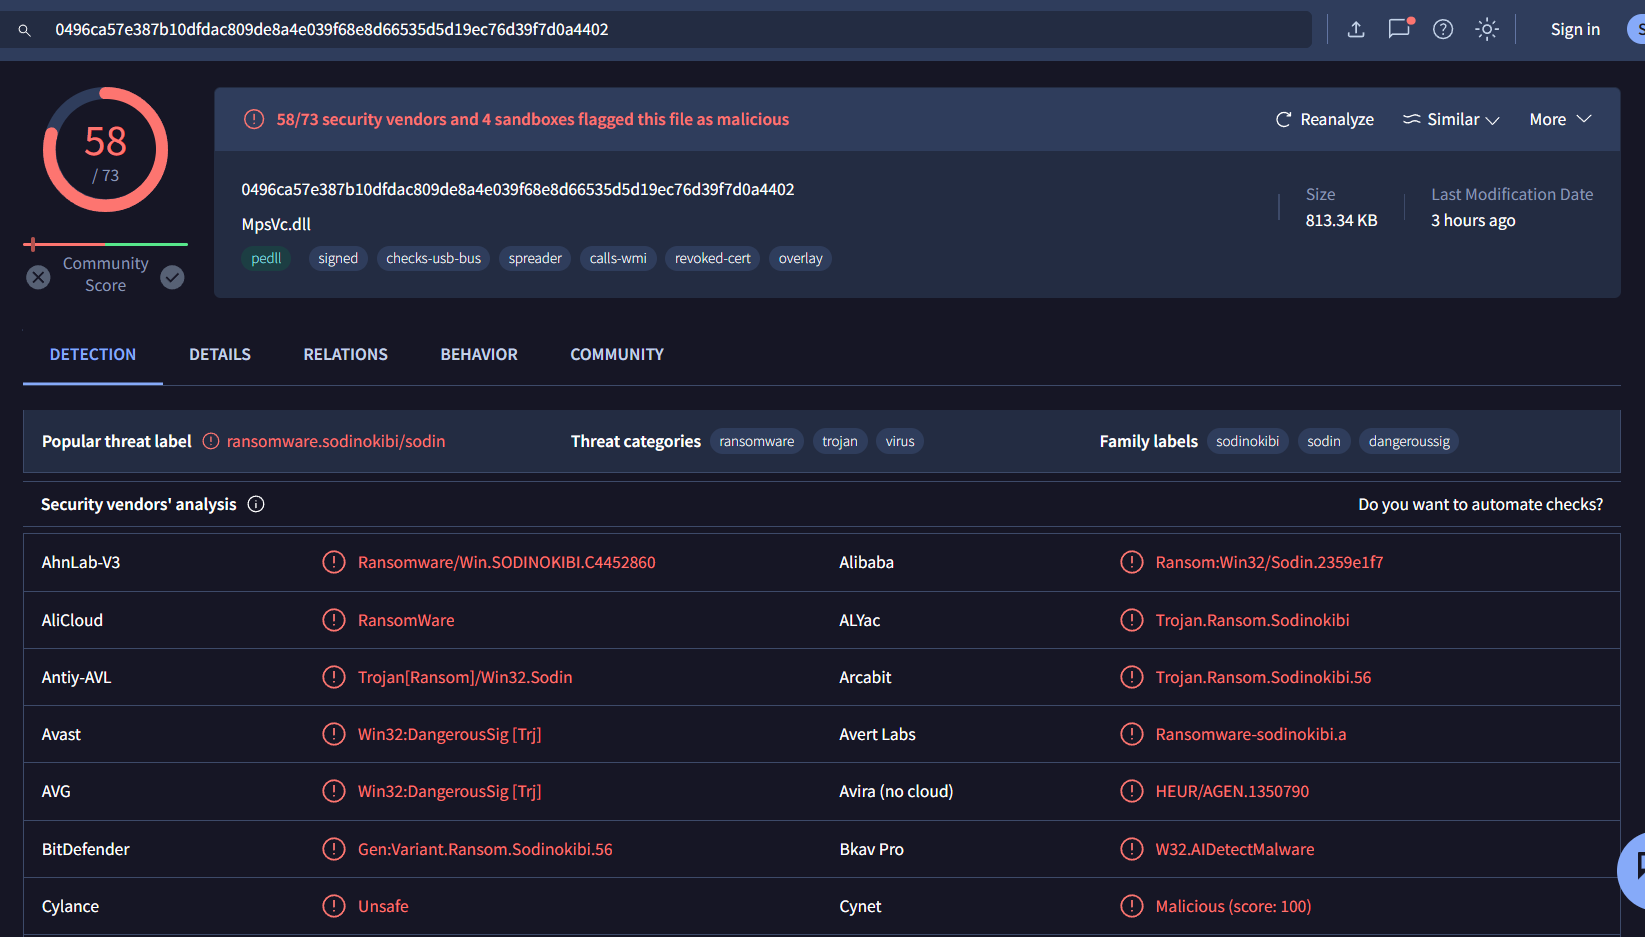 0496ca57e387b10dfdac809de8a4e039f68e8d66535d5d19ec76d39f7d0a4402
Sign in
S
58
/ 73
Community
Score
58/73 security vendors and 4 sandboxes flagged this file as malicious
Reanalyze
Similar
More
0496ca57e387b10dfdac809de8a4e039f68e8d66535d5d19ec76d39f7d0a4402
MpsVc.dll
pedll signed checks-usb-bus spreader calls-wmi revoked-cert overlay
Size
813.34 KB
Last Modification Date
3 hours ago
DETECTION DETAILS RELATIONS BEHAVIOR COMMUNITY
Popular threat label ransomware.sodinokibi/sodin Threat categories ransomware trojan virus Family labels sodinokibi sodin dangeroussig
Security vendors' analysis Do you want to automate checks?
AhnLab-V3 Ransomware/Win.SODINOKIBI.C4452860 Alibaba Ransom:Win32/Sodin.2359e1f7
AliCloud RansomWare ALYac Trojan.Ransom.Sodinokibi
Antiy-AVL Trojan[Ransom]/Win32.Sodin Arcabit Trojan.Ransom.Sodinokibi.56
Avast Win32:DangerousSig [Trj] Avert Labs Ransomware-sodinokibi.a
AVG Win32:DangerousSig [Trj] Avira (no cloud) HEUR/AGEN.1350790
BitDefender Gen:Variant.Ransom.Sodinokibi.56 Bkav Pro W32.AIDetectMalware
Cylance Unsafe Cynet Malicious (score: 100)